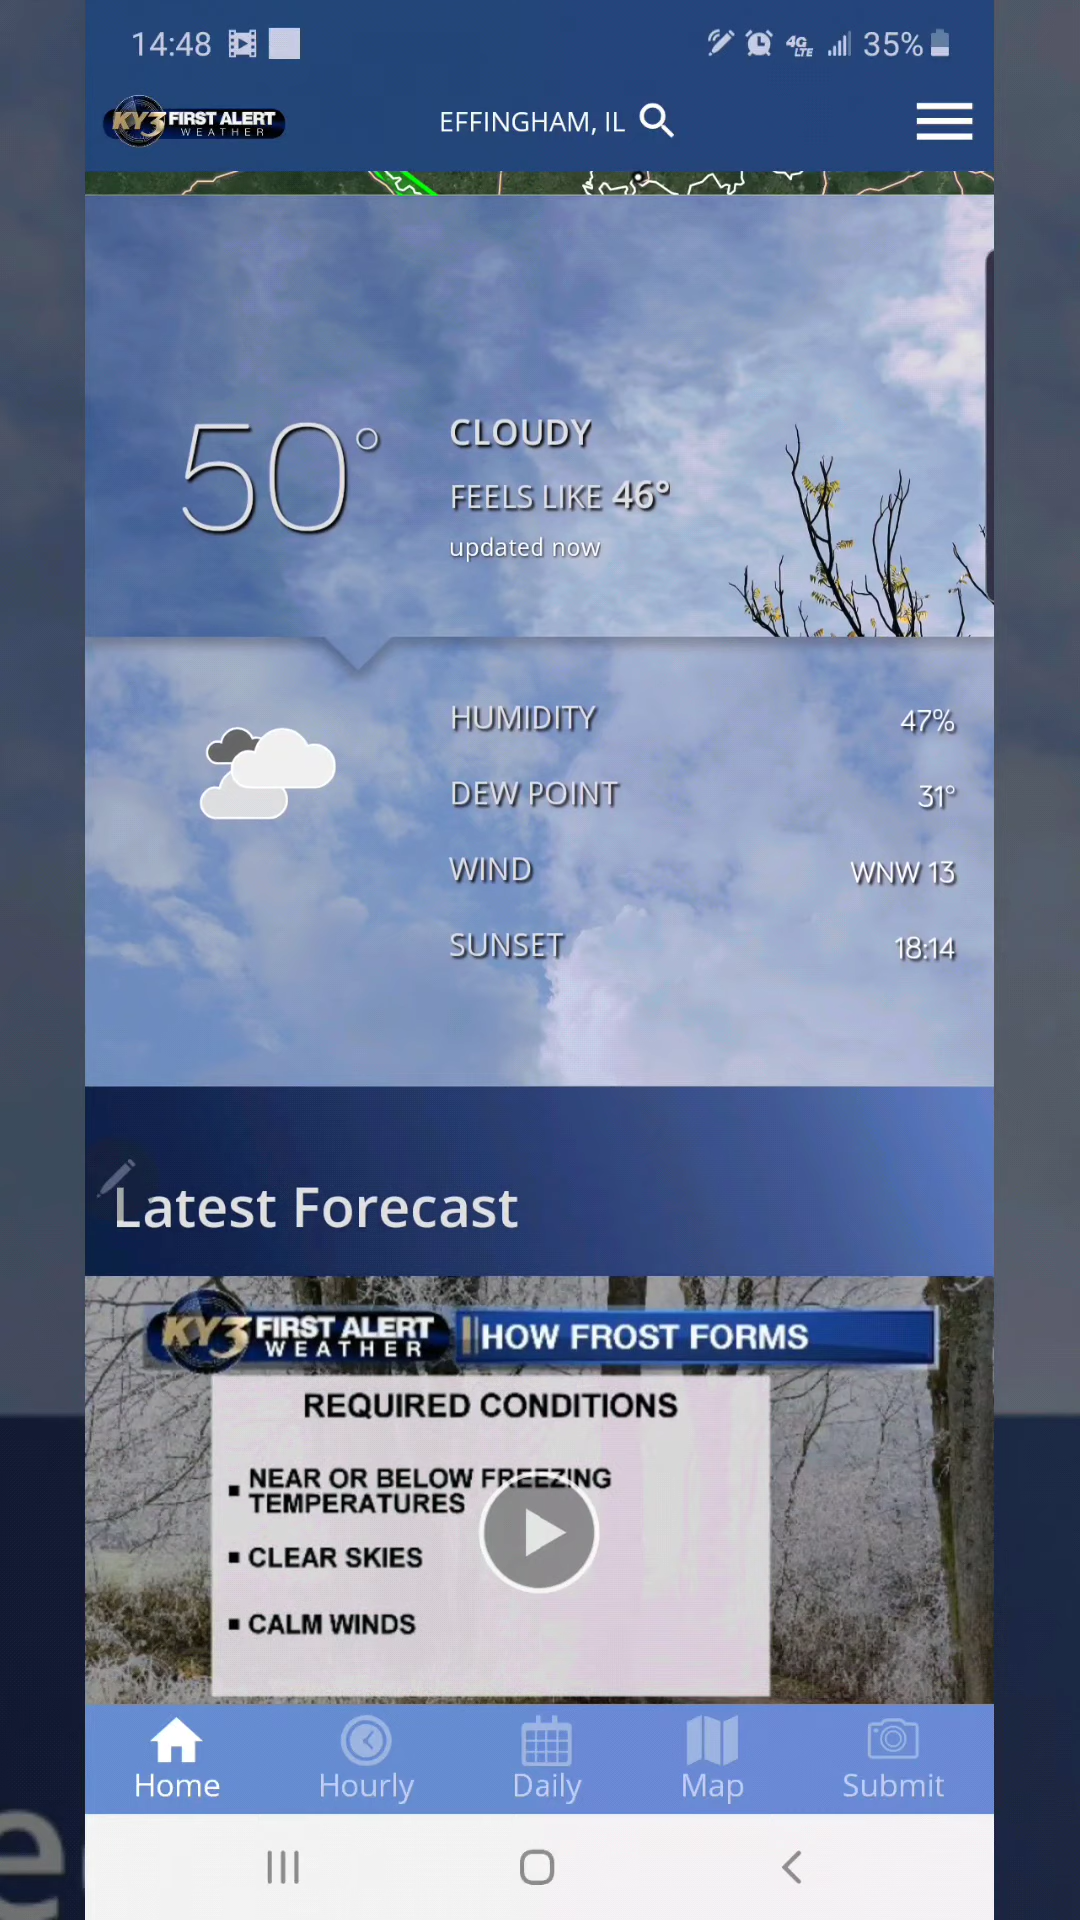 14:48
4G LTE 35%
KY3 FIRST ALERT
WEATHER
EFFINGHAM, IL
50°
CLOUDY
FEELS LIKE 46°
updated now
HUMIDITY 47%
DEW POINT 31°
WIND WNW 13
SUNSET 18:14
Latest Forecast
KY3 FIRST ALERT
WEATHER
HOW FROST FORMS
REQUIRED CONDITIONS
▪ NEAR OR BELOW FREEZING
TEMPERATURES
▪ CLEAR SKIES
▪ CALM WINDS
Home Hourly Daily Map Submit